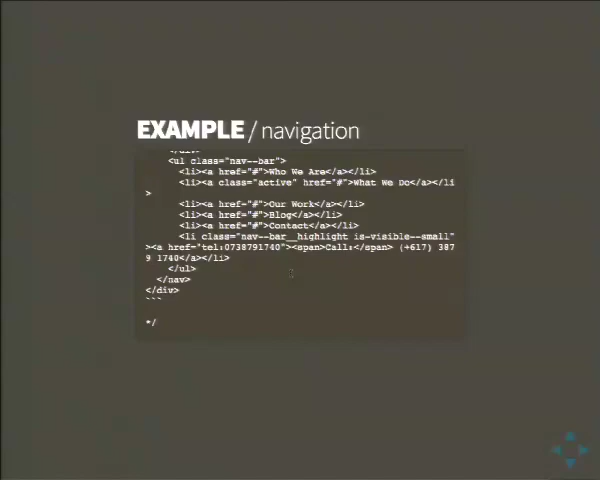 EXAMPLE / navigation
</div>
<ul class="nav--bar">
<li><a href="#">Who We Are</a></li>
<li><a class="active" href="#">What We Do</a></li
>
<li><a href="#">Our Work</a></li>
<li><a href="#">Blog</a></li>
<li><a href="#">Contact</a></li>
<li class="nav--bar__highlight is-visible--small"
><a href="tel:0738791740"><span>Call:</span> (+617) 387
9 1740</a></li>
</ul>
</nav>
</div>
```
*/